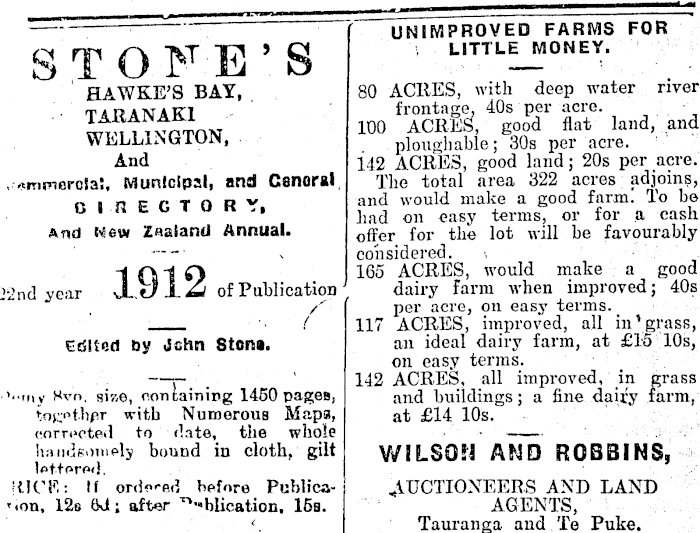 STONE'S
HAWKE'S BAY,
TARANAKI
WELLINGTON,
And
Commercial, Municipal, and General
DIRECTORY,
And New Zealand Annual.
22nd year 1912 of Publication
Edited by John Stone.
Demy 8vo. size, containing 1450 pages,
together with Numerous Maps,
corrected to date, the whole
handsomely bound in cloth, gilt
lettered.
PRICE: If ordered before Publica-
tion, 12s 6d; after Publication, 15s.
UNIMPROVED FARMS FOR
LITTLE MONEY.
80 ACRES, with deep water river
frontage, 40s per acre.
100 ACRES, good flat land, and
ploughable; 30s per acre.
142 ACRES, good land; 20s per acre.
The total area 322 acres adjoins,
and would make a good farm. To be
had on easy terms, or for a cash
offer for the lot will be favourably
considered.
165 ACRES, would make a good
dairy farm when improved; 40s
per acre, on easy terms.
117 ACRES, improved, all in grass,
an ideal dairy farm, at £15 10s,
on easy terms.
142 ACRES, all improved, in grass
and buildings; a fine dairy farm,
at £14 10s.
WILSON AND ROBBINS,
AUCTIONEERS AND LAND
AGENTS,
Tauranga and Te Puke.